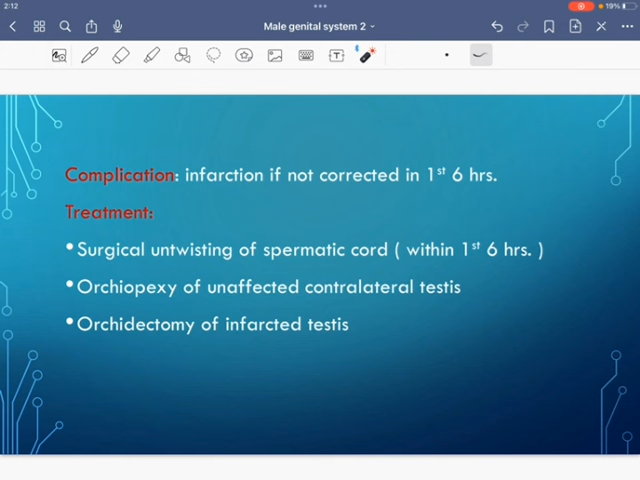 2:12
19%
Male genital system 2
T
Complication: infarction if not corrected in 1st 6 hrs.
Treatment:
•Surgical untwisting of spermatic cord ( within 1st 6 hrs. )
•Orchiopexy of unaffected contralateral testis
•Orchidectomy of infarcted testis